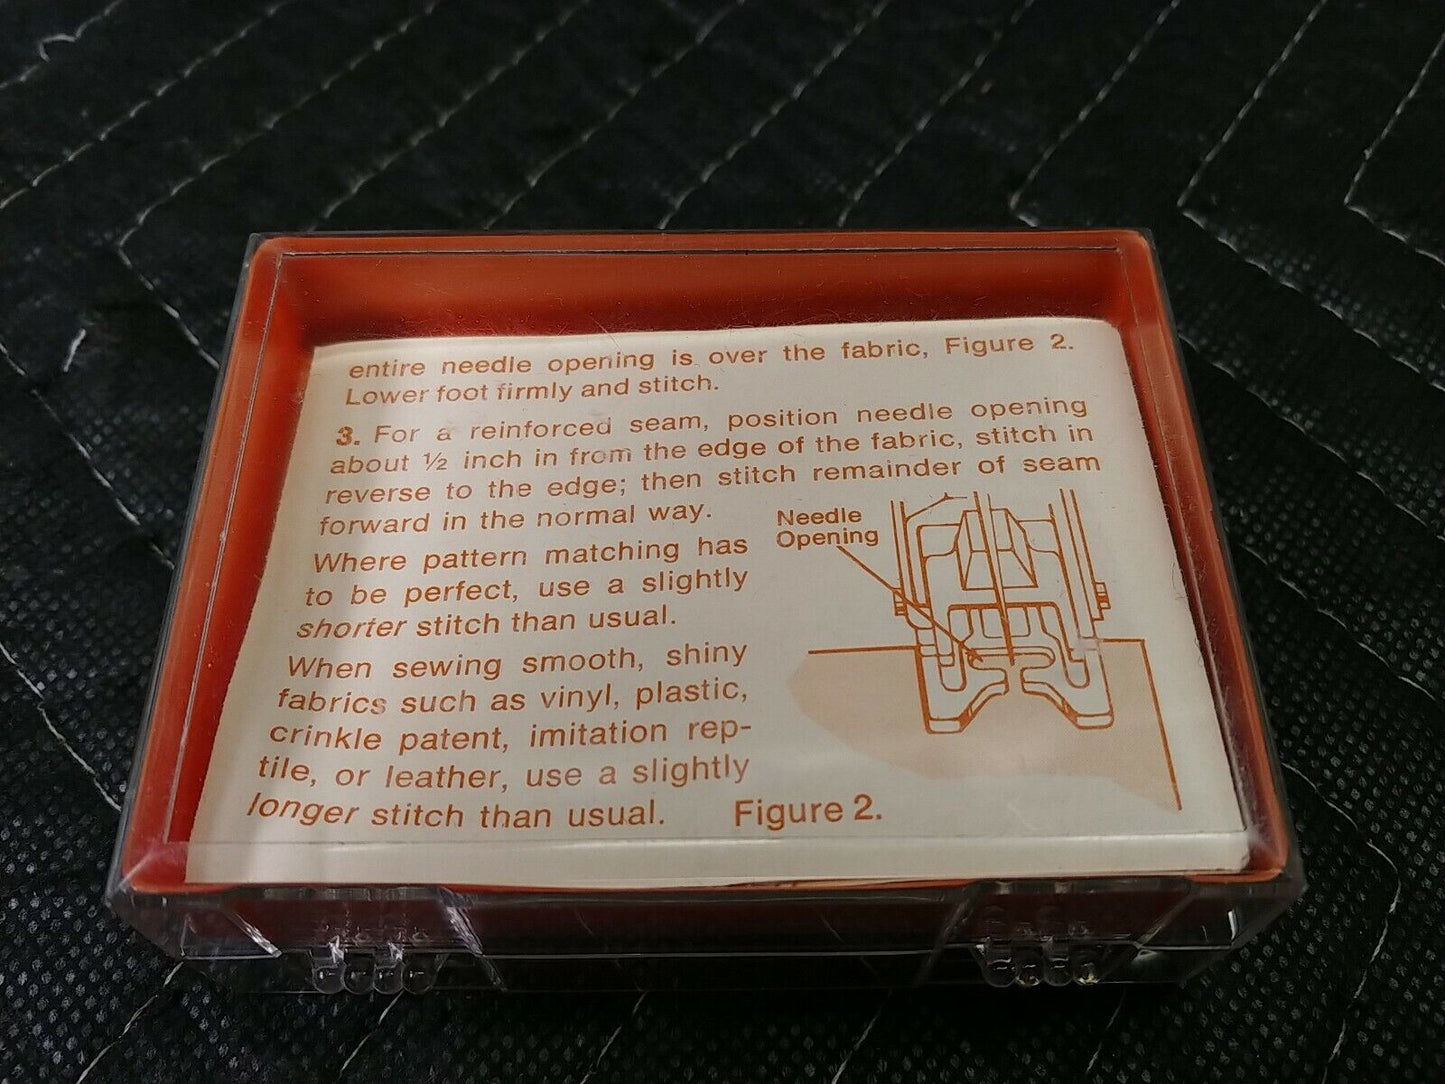 entire needle opening is over the fabric, Figure 2.
Lower foot firmly and stitch.
3. For a reinforced seam, position needle opening
about ½ inch in from the edge of the fabric, stitch in
reverse to the edge; then stitch remainder of seam
forward in the normal way.
Where pattern matching has
to be perfect, use a slightly
shorter stitch than usual.
When sewing smooth, shiny
fabrics such as vinyl, plastic,
crinkle patent, imitation rep-
tile, or leather, use a slightly
longer stitch than usual.
Needle
Opening
Figure 2.